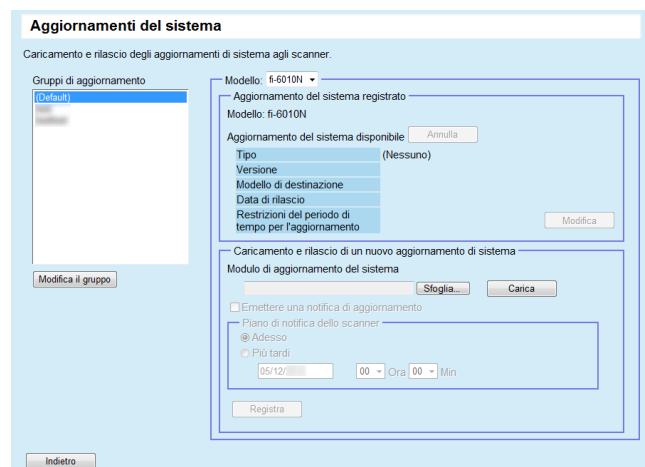 Aggiornamenti del sistema
Caricamento e rilascio degli aggiornamenti di sistema agli scanner.
Gruppi di aggiornamento
(Default)
Modifica il gruppo
Modello: fi-6010N
Aggiornamento del sistema registrato
Modello: fi-6010N
Aggiornamento del sistema disponibile Annulla
Tipo (Nessuno)
Versione
Modello di destinazione
Data di rilascio
Restrizioni del periodo di
tempo per l'aggiornamento
Modifica
Caricamento e rilascio di un nuovo aggiornamento di sistema
Modulo di aggiornamento del sistema
Sfoglia... Carica
Emettere una notifica di aggiornamento
Piano di notifica dello scanner
Adesso
Più tardi
05/12/ 00 Ora 00 Min
Registra
Indietro